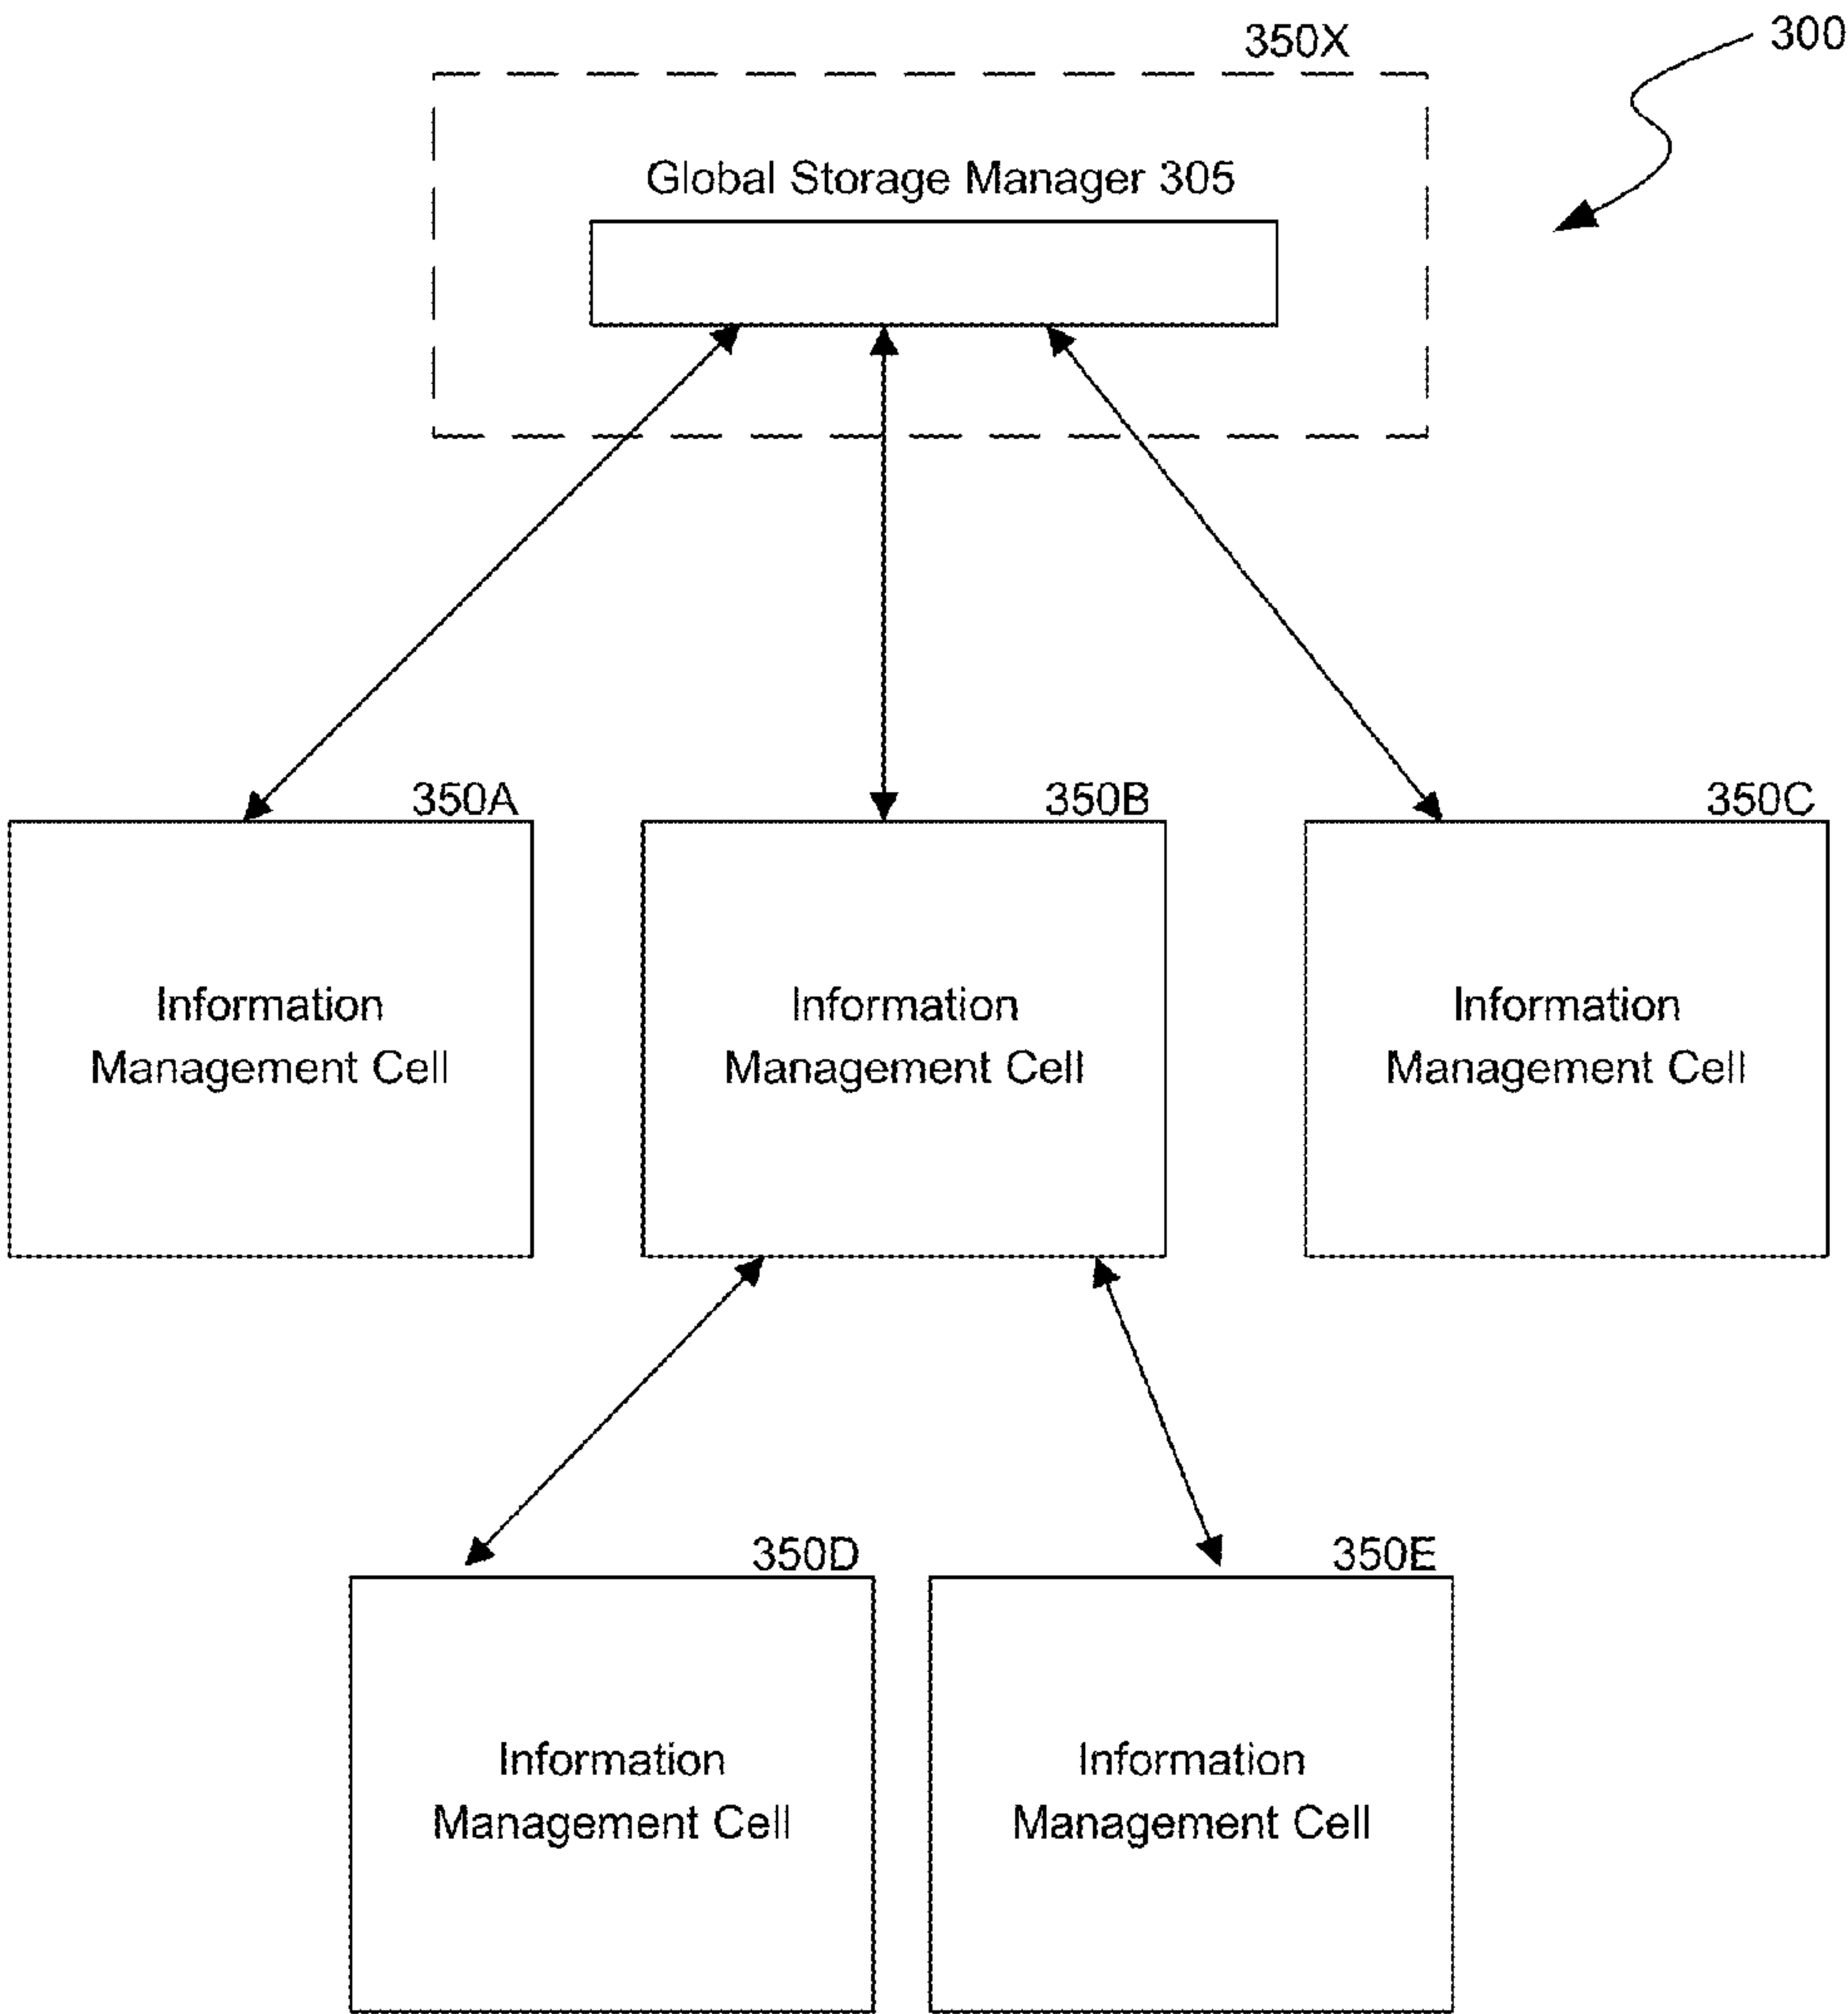 350X
300
Global Storage Manager 305
350A
350B
350C
Information
Management Cell
Information
Management Cell
Information
Management Cell
350D
350E
Information
Management Cell
Information
Management Cell